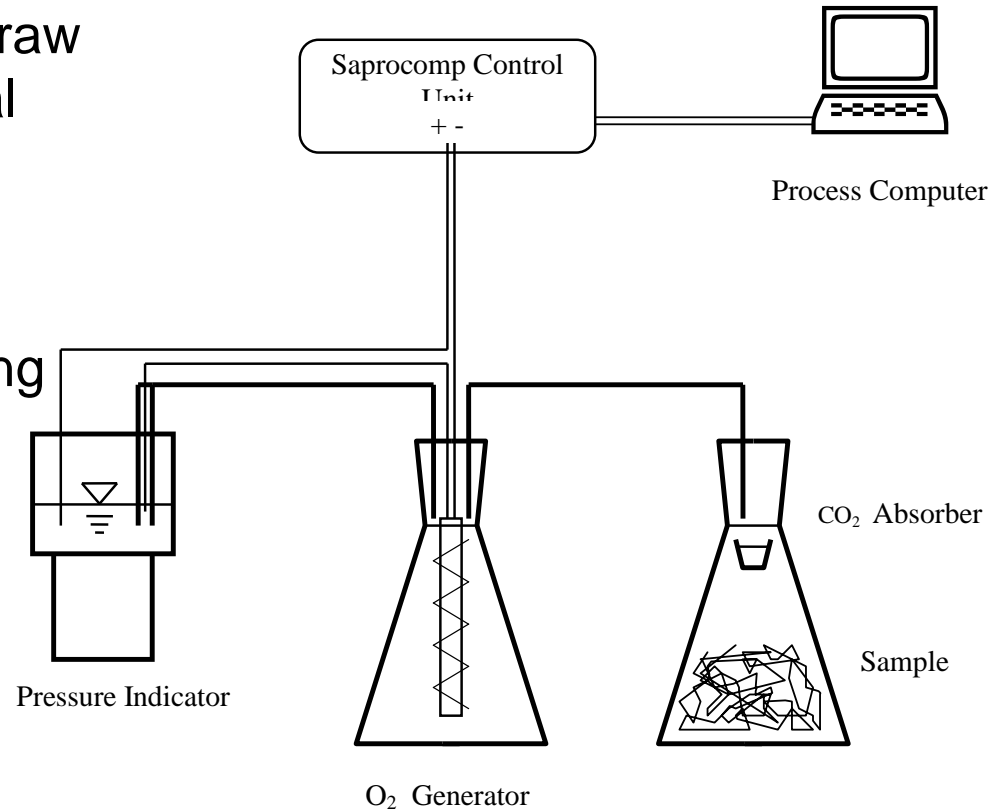 raw
al
ng
Saprocomp Control
Unit
+ -
Process Computer
CO₂ Absorber
Sample
Pressure Indicator
O₂ Generator